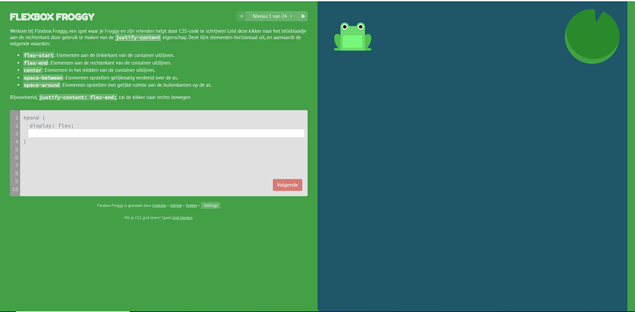 FLEXBOX FROGGY
Niveau 1 van 24
Welkom bij Flexbox Froggy, een spel waar je Froggy en zijn vrienden helpt door CSS-code te schrijven! Leid deze kikker naar het lelieblaadje
aan de rechterkant door gebruik te maken van de justify-content eigenschap. Deze lijnt elementen horizontaal uit, en aanvaardt de
volgende waarden:
flex-start: Elementen aan de linkerkant van de container uitlijnen.
flex-end: Elementen aan de rechterkant van de container uitlijnen.
center: Elementen in het midden van de container uitlijnen.
space-between: Elementen opstellen gelijkmatig verdeeld over de as.
space-around: Elementen opstellen met gelijke ruimte aan de buitenkanten op de as.
Bijvoorbeeld, justify-content: flex-end; zal de kikker naar rechts bewegen
1 #pond {
2 display: flex;
3
4 }
5
6
7
8
9
10
Volgende
Flexbox Froggy is gemaakt door Codepip • GitHub • Twitter • Settings
Wil je CSS grid leren? Speel Grid Garden.